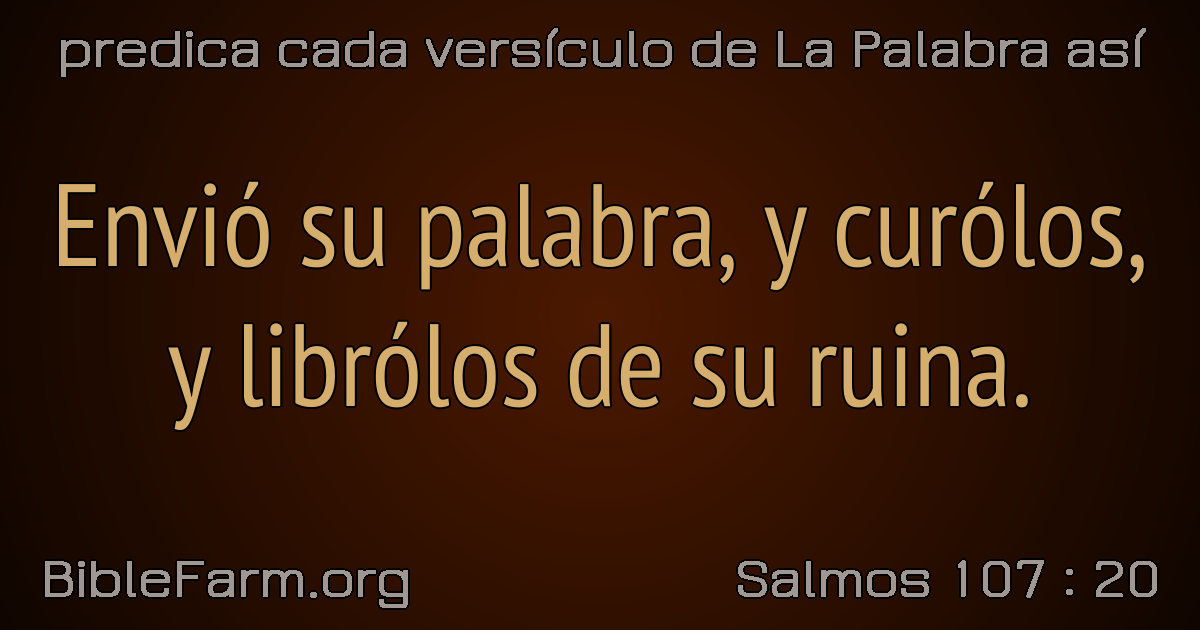 predica cada versículo de La Palabra así
Envió su palabra, y curólos,
y librólos de su ruina.
BibleFarm.org
Salmos 107 : 20